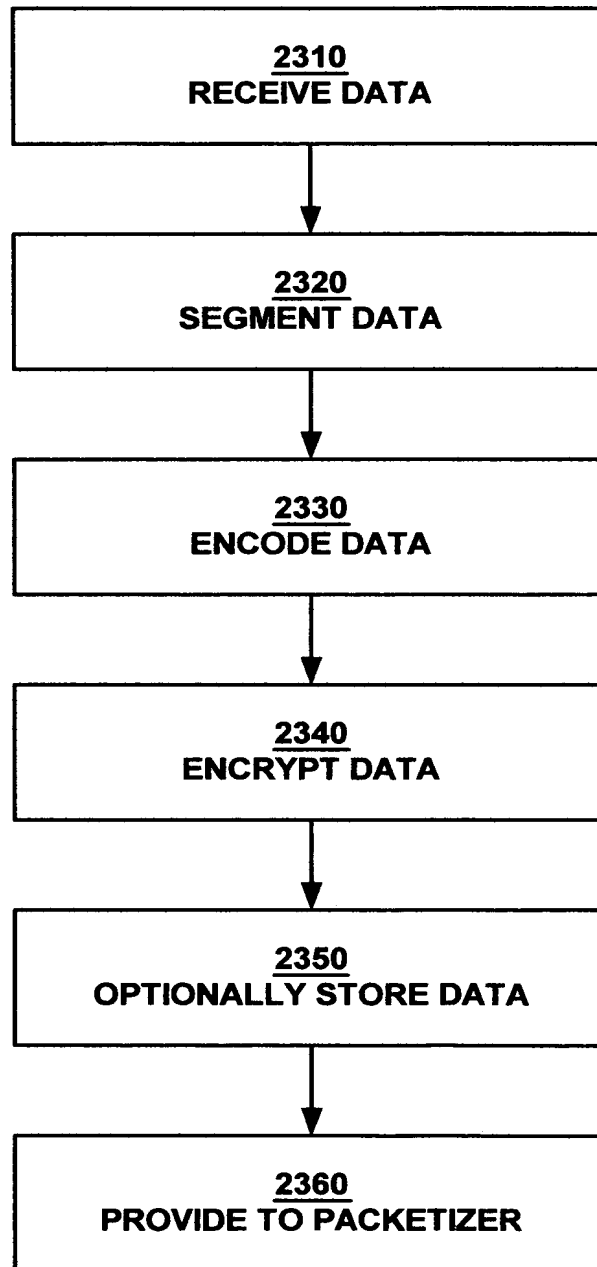 2310
RECEIVE DATA
2320
SEGMENT DATA
2330
ENCODE DATA
2340
ENCRYPT DATA
2350
OPTIONALLY STORE DATA
2360
PROVIDE TO PACKETIZER